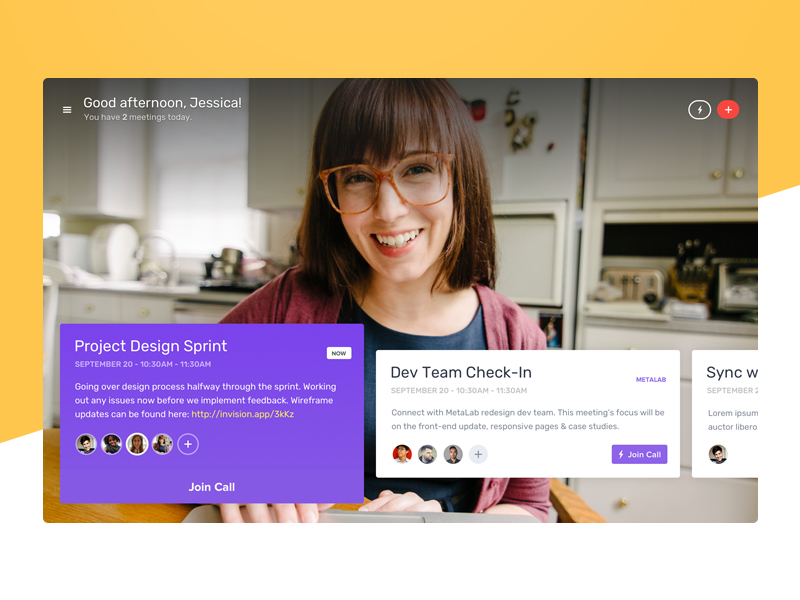 Good afternoon, Jessica!
You have 2 meetings today.
Project Design Sprint
NOW
SEPTEMBER 20 - 10:30AM - 11:30AM
Going over design process halfway through the sprint. Working
out any issues now before we implement feedback. Wireframe
updates can be found here: http://invision.app/3kKz
Join Call
Dev Team Check-In
METALAB
SEPTEMBER 20 - 10:30AM - 11:30AM
Connect with MetaLab redesign dev team. This meeting's focus will be
on the front-end update, responsive pages & case studies.
Join Call
Sync w
SEPTEMBER 2
Lorem ipsum
auctor libero